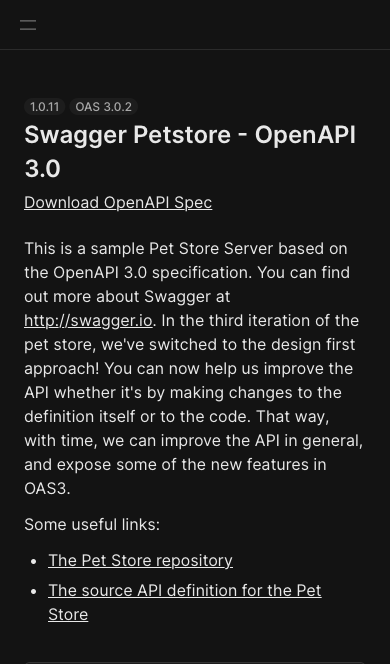 1.0.11 OAS 3.0.2
Swagger Petstore - OpenAPI
3.0
Download OpenAPI Spec
This is a sample Pet Store Server based on
the OpenAPI 3.0 specification. You can find
out more about Swagger at
http://swagger.io. In the third iteration of the
pet store, we've switched to the design first
approach! You can now help us improve the
API whether it's by making changes to the
definition itself or to the code. That way,
with time, we can improve the API in general,
and expose some of the new features in
OAS3.
Some useful links:
• The Pet Store repository
• The source API definition for the Pet
Store